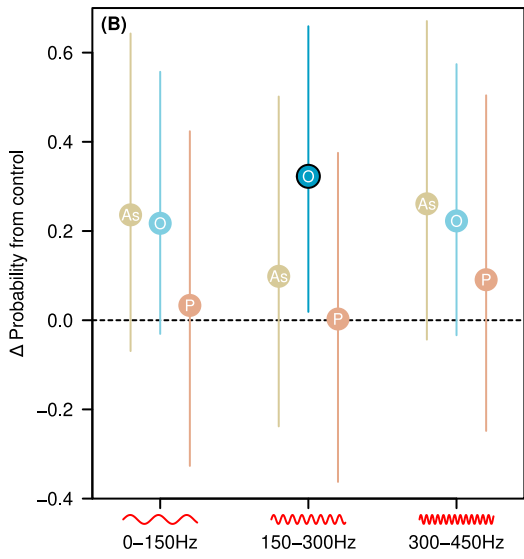 (B)
Δ Probability from control
0.6
0.4
0.2
0.0
−0.2
−0.4
As
O
P
As
O
P
As
O
P
0−150Hz
150−300Hz
300−450Hz